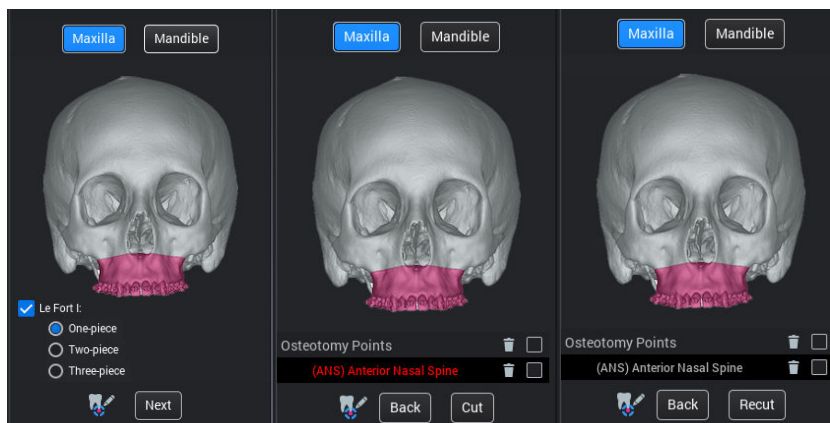 Maxilla Mandible
Le Fort I:
One-piece
Two-piece
Three-piece
Next
Maxilla Mandible
Osteotomy Points
(ANS) Anterior Nasal Spine
Back Cut
Maxilla Mandible
Osteotomy Points
(ANS) Anterior Nasal Spine
Back Recut